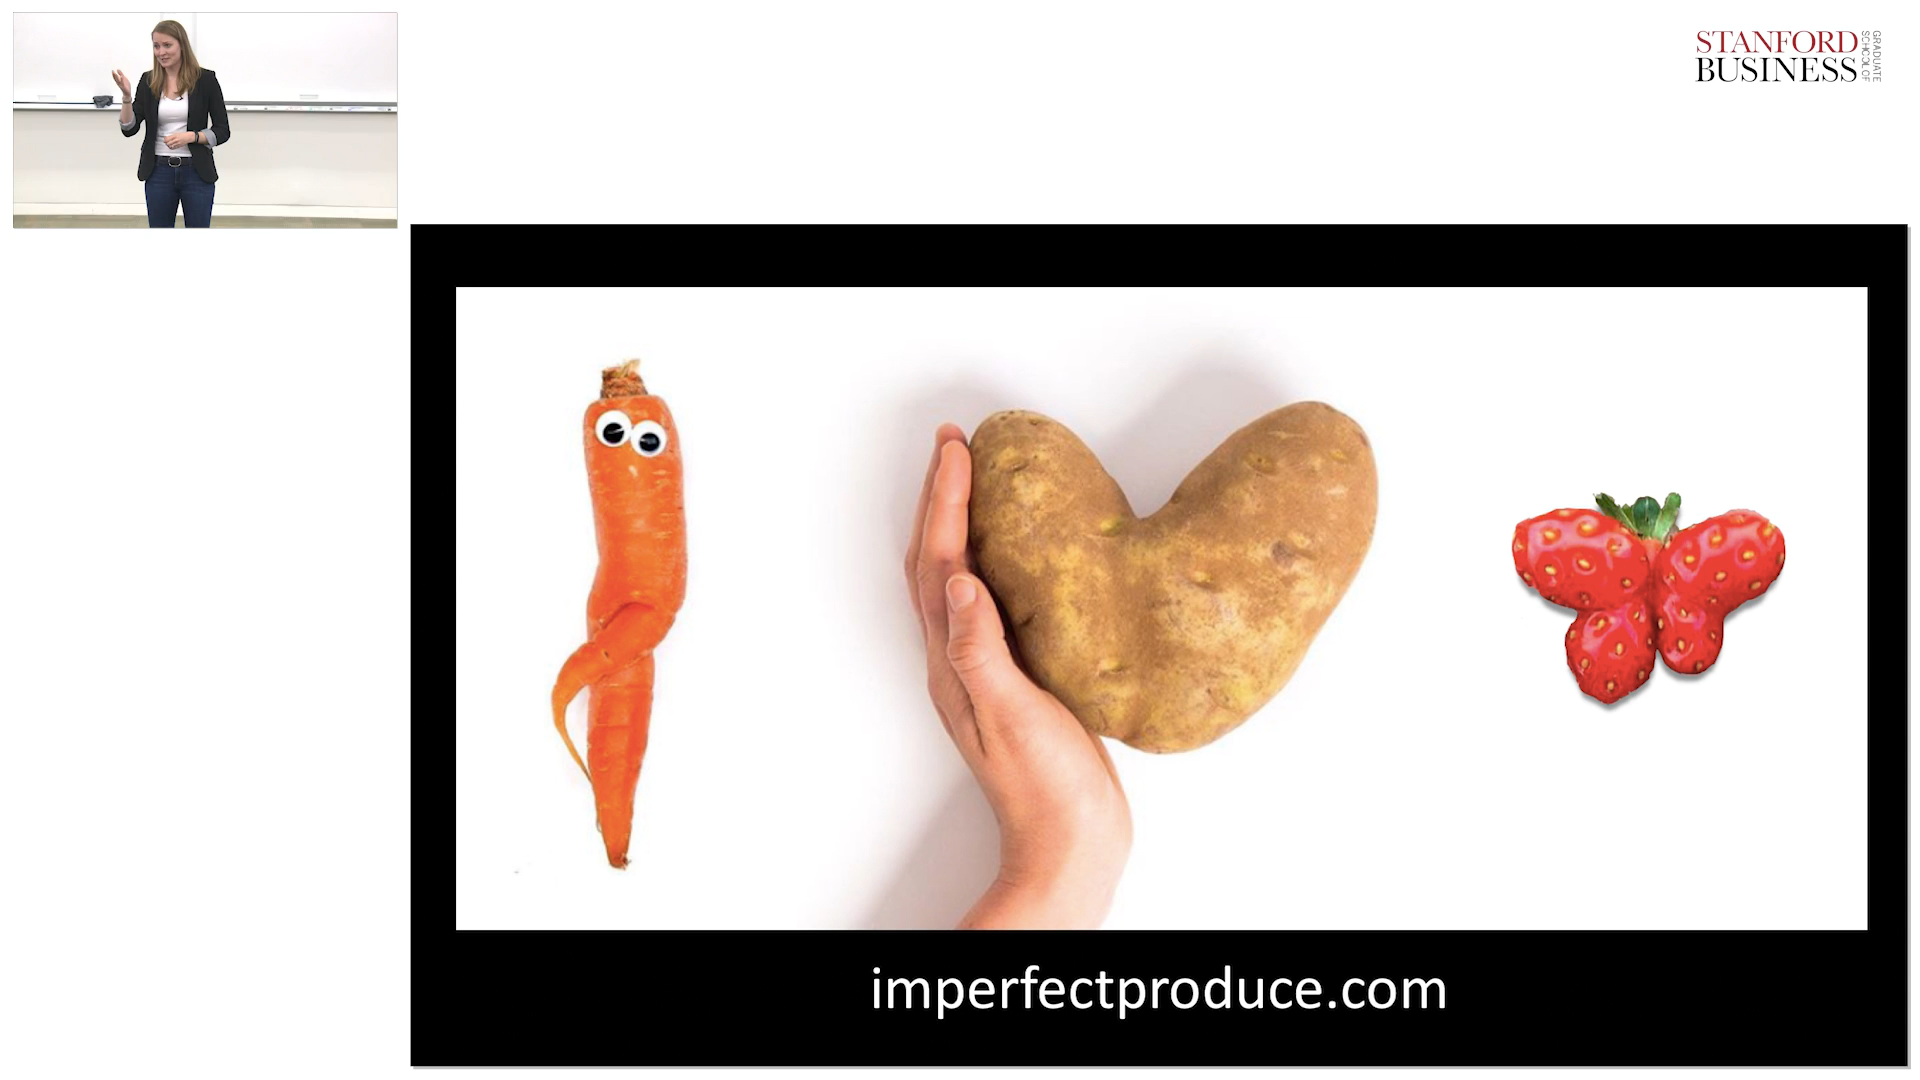 STANFORD
BUSINESS
GRADUATE
SCHOOL OF
imperfectproduce.com